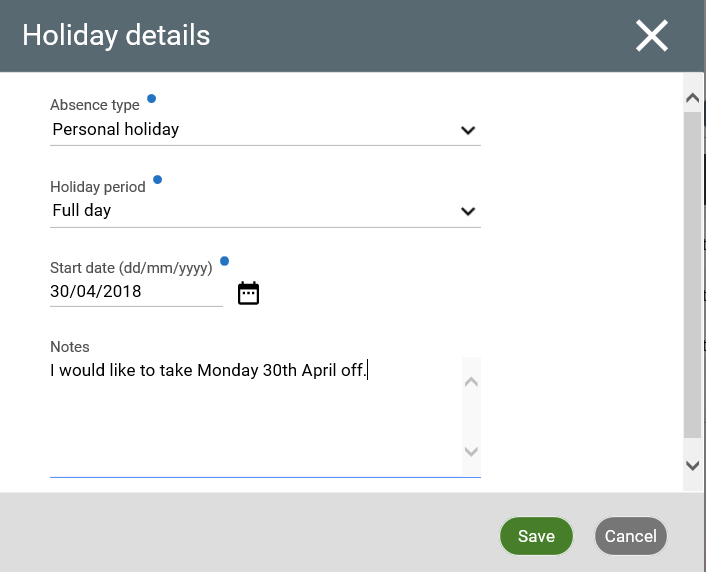 Holiday details
Absence type
Personal holiday
Holiday period
Full day
Start date (dd/mm/yyyy)
30/04/2018
Notes
I would like to take Monday 30th April off.
Save
Cancel